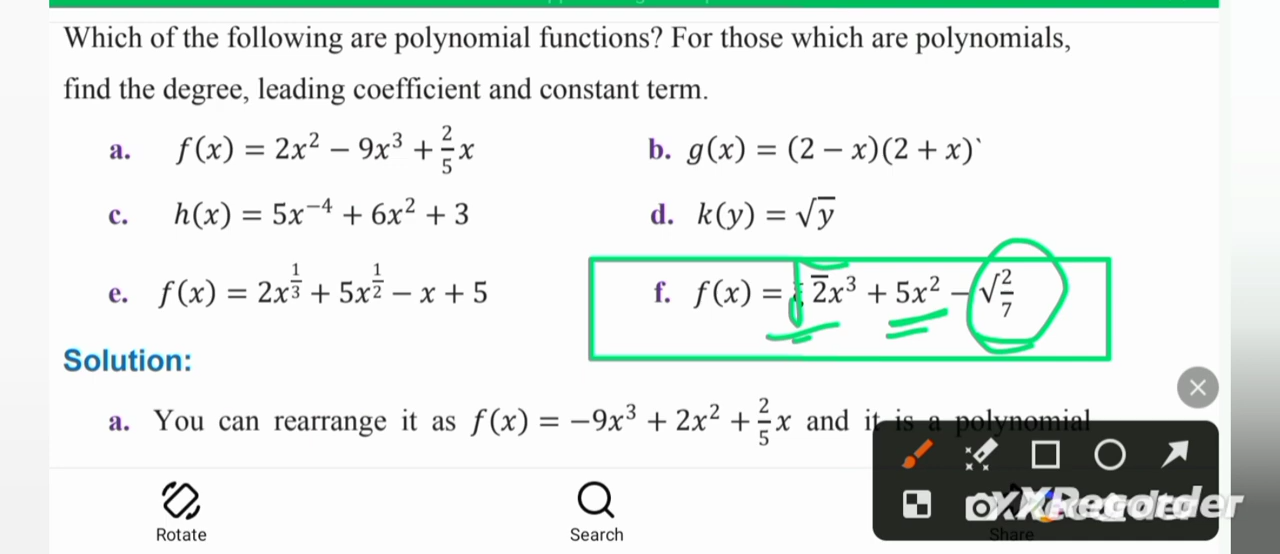 Which of the following are polynomial functions? For those which are polynomials,
find the degree, leading coefficient and constant term.
a. f(x) = 2x² − 9x³ + 2/5 x
b. g(x) = (2 − x)(2 + x)`
c. h(x) = 5x⁻⁴ + 6x² + 3
d. k(y) = √y
e. f(x) = 2x^(1/3) + 5x^(1/2) − x + 5
f. f(x) = √2x³ + 5x² − √(2/7)
Solution:
a. You can rearrange it as f(x) = −9x³ + 2x² + 2/5 x and it is a polynomial
Rotate
Search
Share
XRecorder